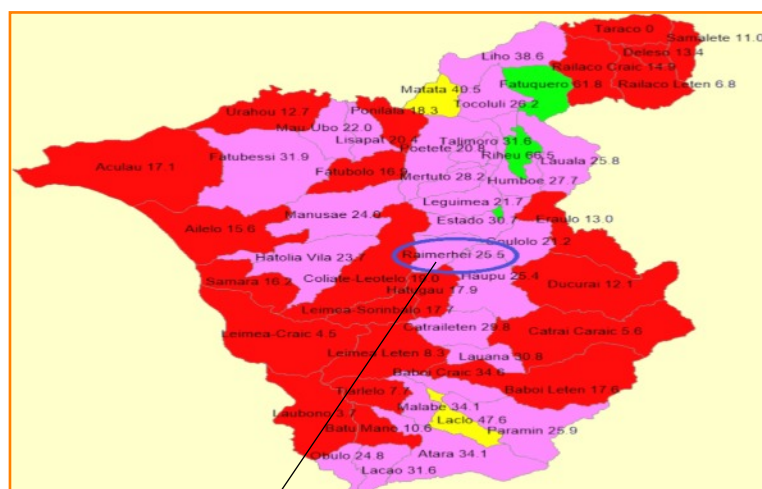 Taraco 0
Samalete 11.0
Deleso 13.4
Liho 38.6
Railaco Craic 14.9
Fatuquero 61.8
Railaco Leten 6.8
Matata 40.5
Tocoluli 26.2
Urahou 12.7
Ponilala 18.3
Mau-Ubo 22.0
Lisapat 20.4
Talimoro 31.6
Poetete 20.8
Riheu 66.5
Lauala 25.8
Fatubessi 31.9
Aculau 17.1
Fatubolo 16.9
Mertuto 28.2
Humboe 27.7
Leguimea 21.7
Manusae 24.0
Estado 30.7
Eraulo 13.0
Ailelo 15.6
Coulolo 21.2
Raimerhei 25.5
Hatolia Vila 23.7
Haupu 25.4
Samara 16.2
Coliate-Leotelo 19.0
Ducurai 12.1
Hatugau 17.9
Leimea-Sorinbalo 17.7
Catraileten 29.8
Leimea-Craic 4.5
Catrai Caraic 5.6
Leimea Leten 8.3
Lauana 30.8
Baboi Craic 34.6
Tiarlelo 7.7
Baboi Leten 17.6
Malabe 34.1
Laubono 3.7
Laclo 47.6
Batu Mane 10.6
Paramin 25.9
Obulo 24.8
Atara 34.1
Lacao 31.6